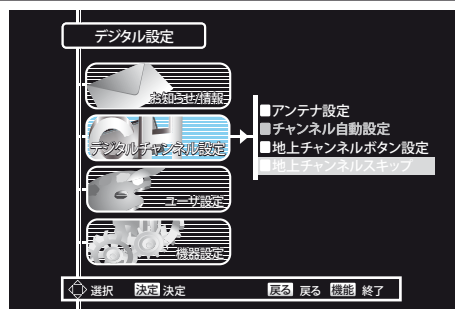 デジタル設定
お知らせ/情報
デジタルチャンネル設定
ユーザ設定
機器設定
■アンテナ設定
■チャンネル自動設定
■地上チャンネルボタン設定
■地上チャンネルスキップ
選択 決定 決定 戻る 戻る 機能 終了